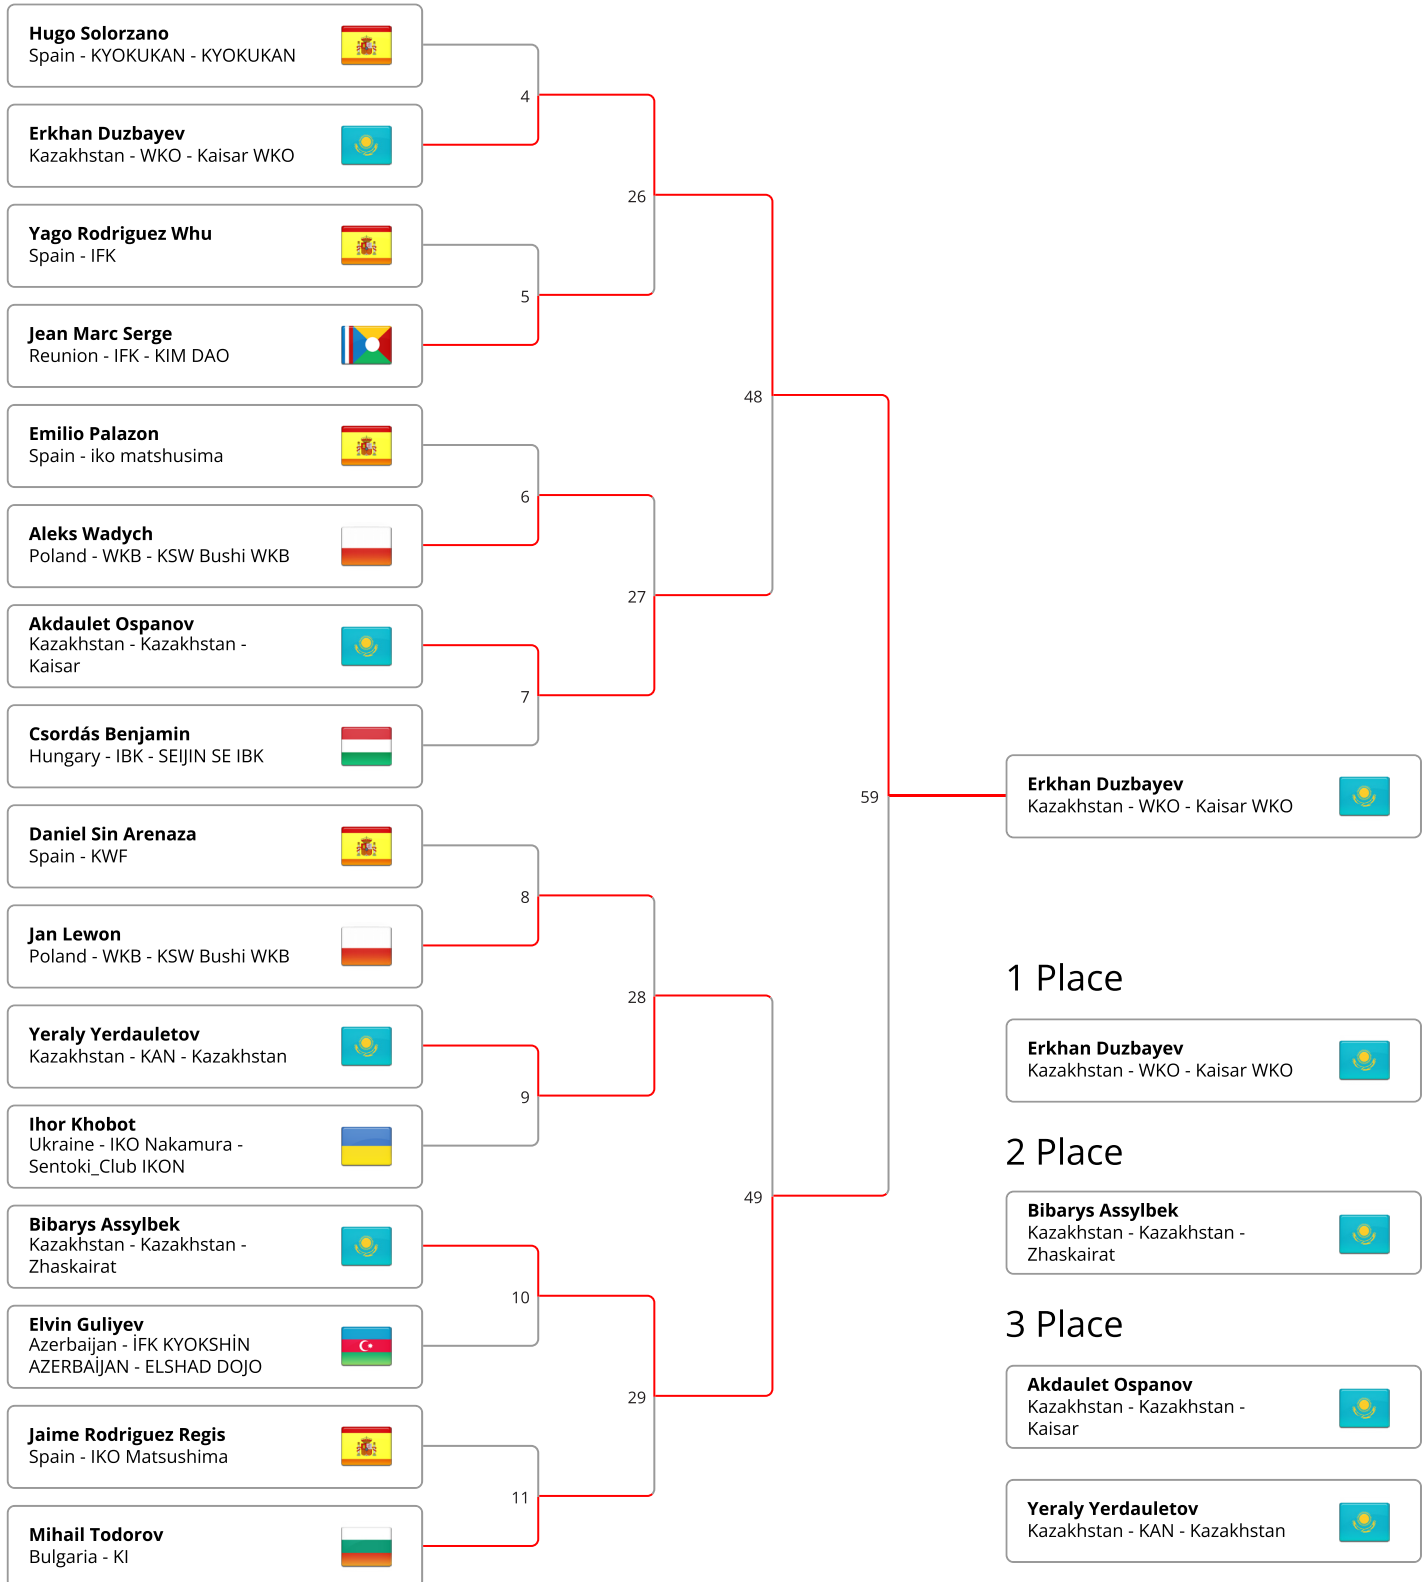 Hugo Solorzano
Spain - KYOKUKAN - KYOKUKAN
4
Erkhan Duzbayev
Kazakhstan - WKO - Kaisar WKO
26
Yago Rodriguez Whu
Spain - IFK
5
Jean Marc Serge
Reunion - IFK - KIM DAO
48
Emilio Palazon
Spain - iko matshusima
6
Aleks Wadych
Poland - WKB - KSW Bushi WKB
27
Akdaulet Ospanov
Kazakhstan - Kazakhstan -
Kaisar
7
Csordás Benjamin
Hungary - IBK - SEIJIN SE IBK
59
Erkhan Duzbayev
Kazakhstan - WKO - Kaisar WKO
Daniel Sin Arenaza
Spain - KWF
8
Jan Lewon
Poland - WKB - KSW Bushi WKB
28
Yeraly Yerdauletov
Kazakhstan - KAN - Kazakhstan
9
Ihor Khobot
Ukraine - IKO Nakamura -
Sentoki_Club IKON
49
Bibarys Assylbek
Kazakhstan - Kazakhstan -
Zhaskairat
10
Elvin Guliyev
Azerbaijan - İFK KYOKSHİN
AZERBAİJAN - ELSHAD DOJO
29
Jaime Rodriguez Regis
Spain - IKO Matsushima
11
Mihail Todorov
Bulgaria - KI
1 Place
Erkhan Duzbayev
Kazakhstan - WKO - Kaisar WKO
2 Place
Bibarys Assylbek
Kazakhstan - Kazakhstan -
Zhaskairat
3 Place
Akdaulet Ospanov
Kazakhstan - Kazakhstan -
Kaisar
Yeraly Yerdauletov
Kazakhstan - KAN - Kazakhstan